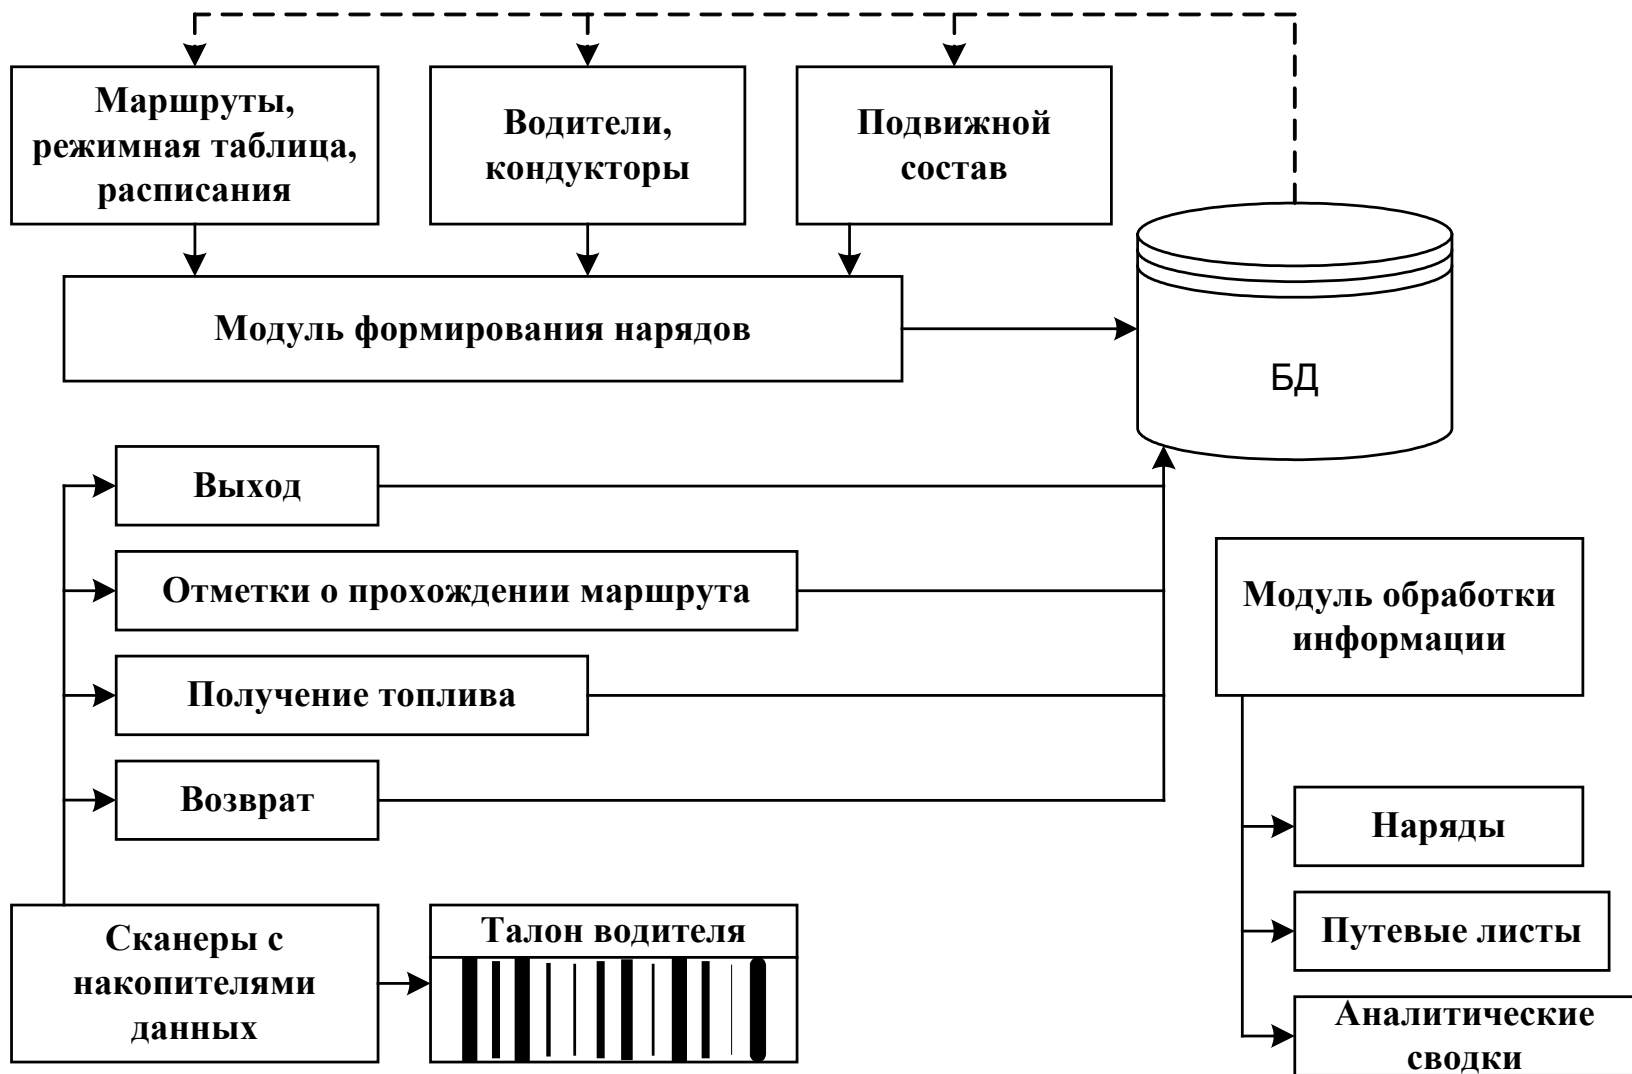 Маршруты,
режимная таблица,
расписания
Водители,
кондукторы
Подвижной
состав
Модуль формирования нарядов
БД
Выход
Отметки о прохождении маршрута
Получение топлива
Возврат
Модуль обработки
информации
Наряды
Путевые листы
Аналитические
сводки
Сканеры с
накопителями
данных
Талон водителя